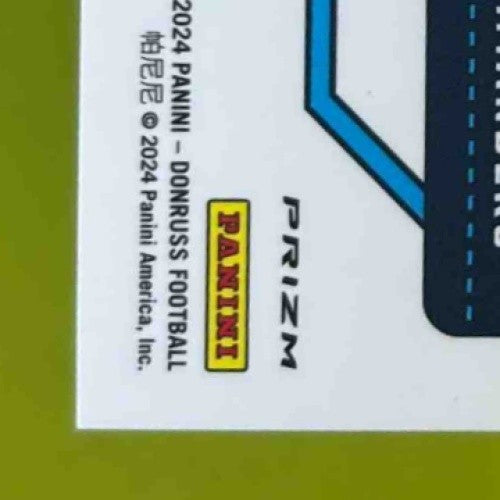 PRIZM
PANINI
2024 PANINI – DONRUSS FOOTBALL
帕尼尼 © 2024 Panini America, Inc.